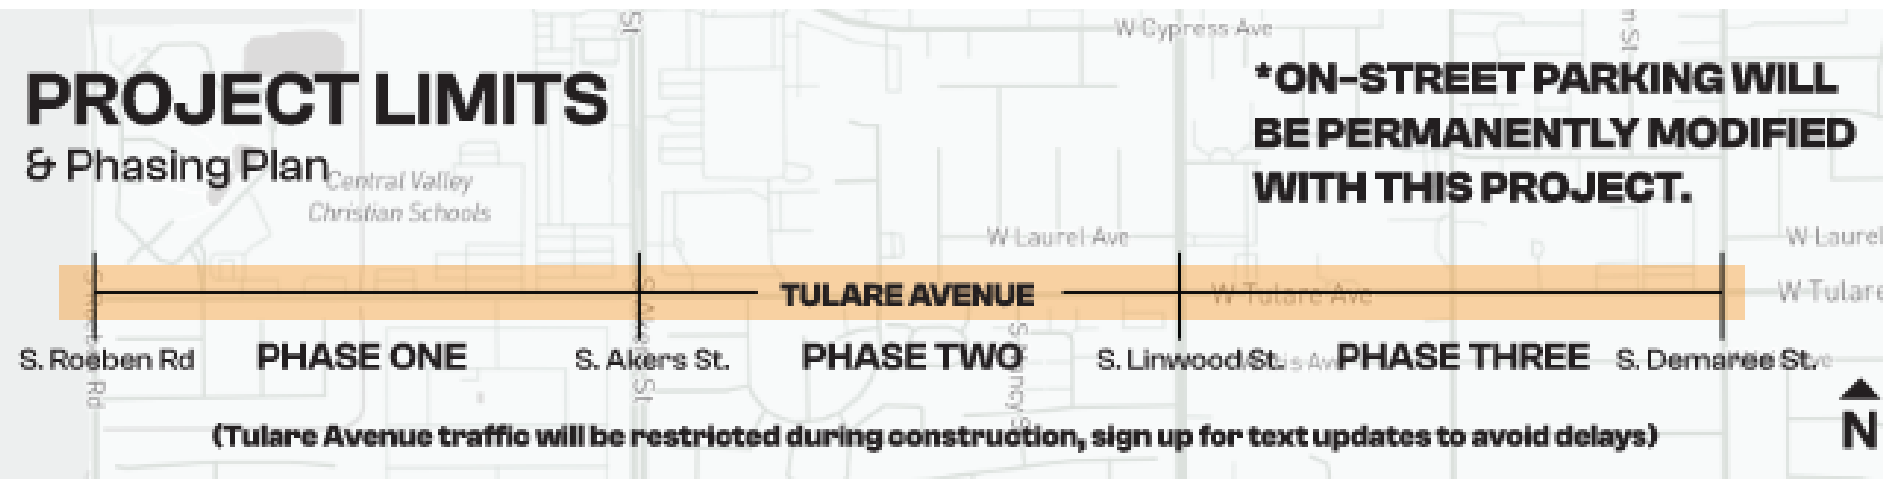 W Cypress Ave
St
PROJECT LIMITS
& Phasing Plan
*ON-STREET PARKING WILL
BE PERMANENTLY MODIFIED
WITH THIS PROJECT.
Central Valley
Christian Schools
W Laurel Ave
W Laurel
TULARE AVENUE
W Tulare Ave
W Tulare
S. Roeben Rd
PHASE ONE
S. Akers St.
PHASE TWO
S. Linwood St.
PHASE THREE
S. Demaree St.
Rd
St
(Tulare Avenue traffic will be restricted during construction, sign up for text updates to avoid delays)
N